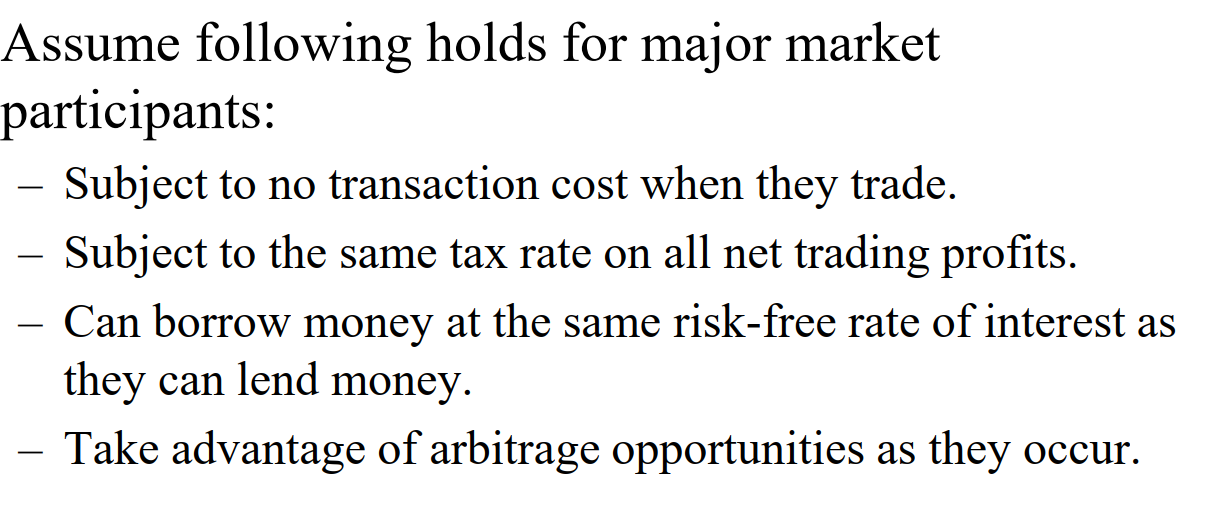 Assume following holds for major market
participants:
– Subject to no transaction cost when they trade.
– Subject to the same tax rate on all net trading profits.
– Can borrow money at the same risk-free rate of interest as
they can lend money.
– Take advantage of arbitrage opportunities as they occur.